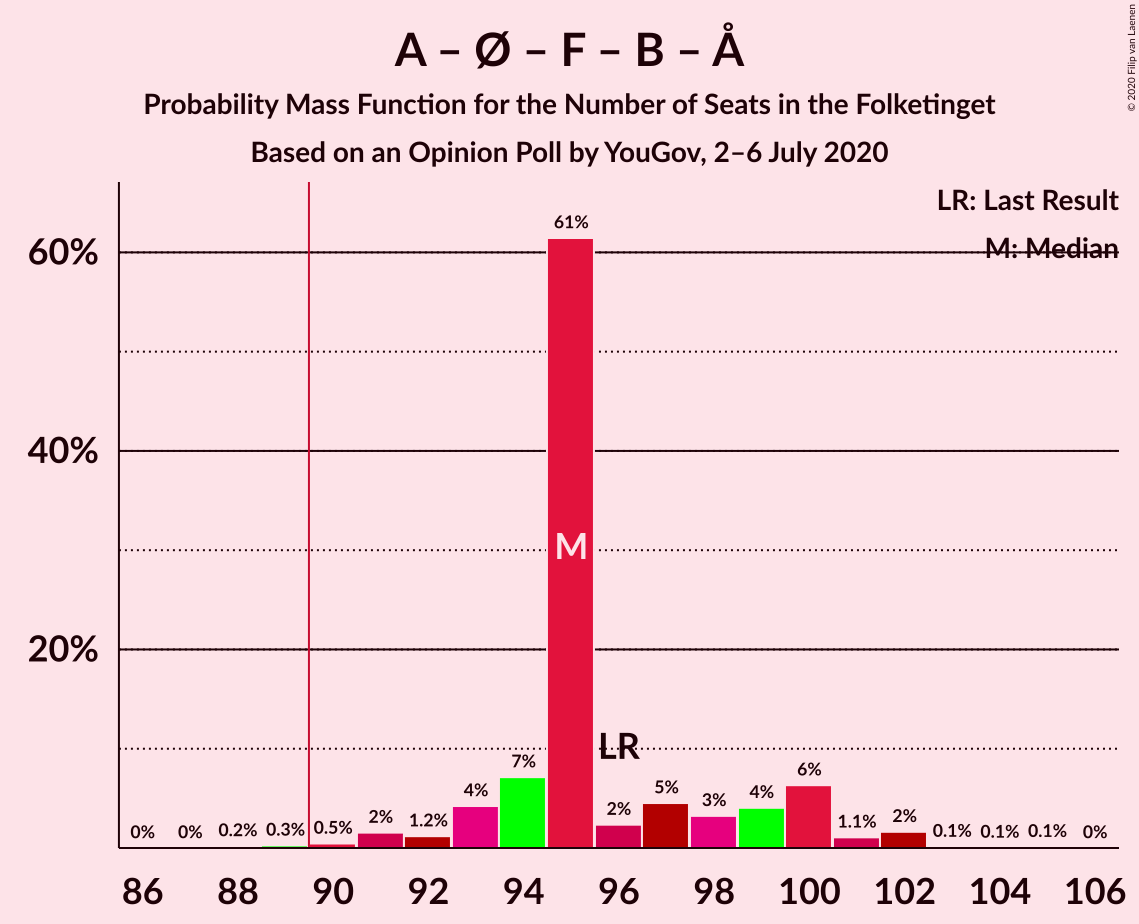 A – Ø – F – B – Å
Probability Mass Function for the Number of Seats in the Folketinget
Based on an Opinion Poll by YouGov, 2–6 July 2020
© 2020 Filip van Laenen
LR: Last Result
M: Median
60%
40%
20%
0%
0%
0.2%
0.3%
0.5%
2%
1.2%
4%
7%
61%
M
LR
2%
5%
3%
4%
6%
1.1%
2%
0.1%
0.1%
0.1%
0%
86 88 90 92 94 96 98 100 102 104 106